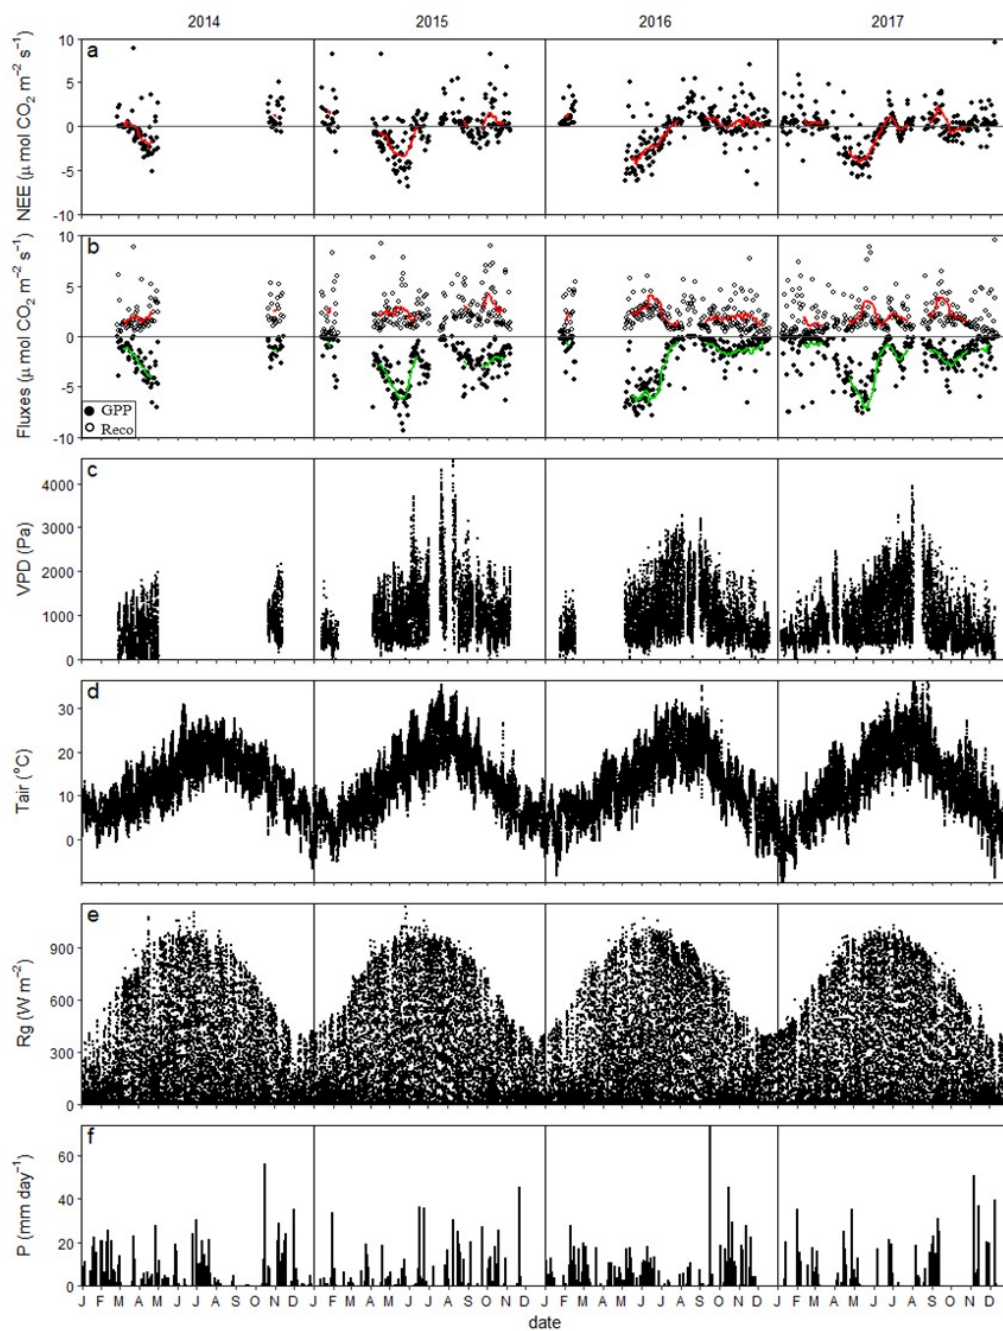 2014 2015 2016 2017
a
NEE (μ mol CO₂ m⁻² s⁻¹)
10
5
0
-5
-10
b
Fluxes (μ mol CO₂ m⁻² s⁻¹)
10
5
0
-5
-10
GPP
Reco
c
VPD (Pa)
4000
3000
2000
1000
0
d
Tair (°C)
30
20
10
0
e
Rg (W m⁻²)
900
600
300
0
f
P (mm day⁻¹)
60
40
20
0
J F M A M J J A S O N D J F M A M J J A S O N D J F M A M J J A S O N D J F M A M J J A S O N D
date